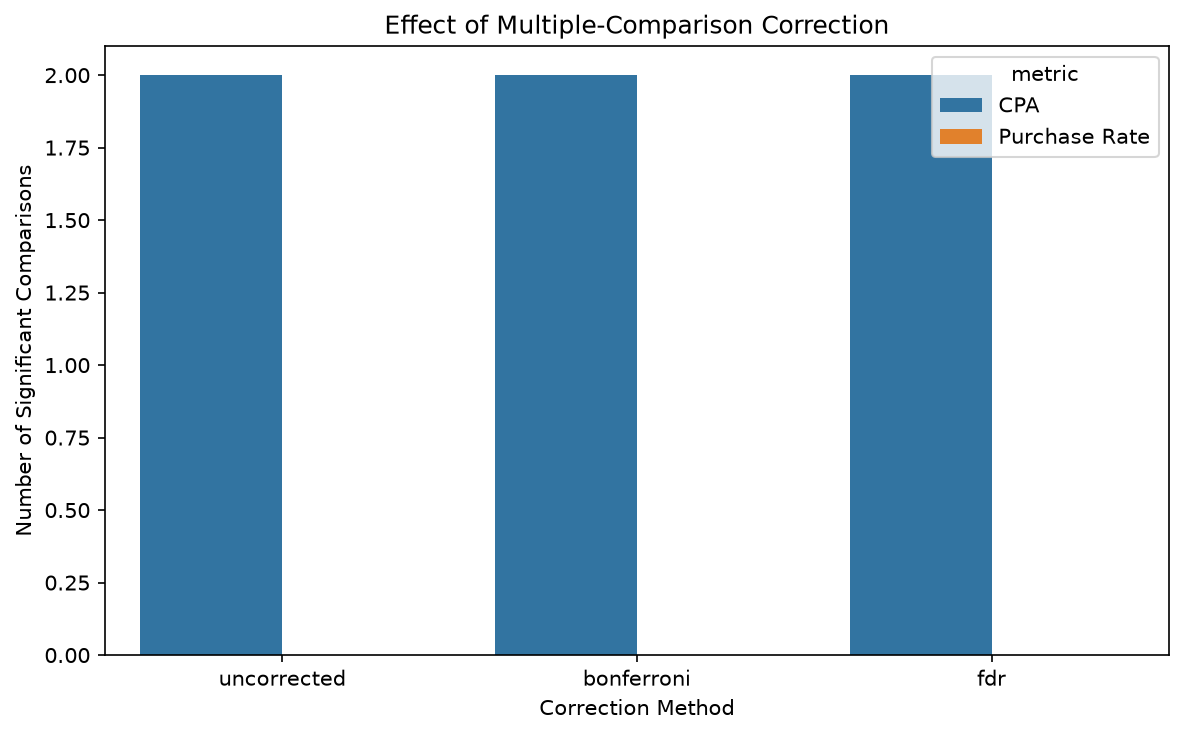 Effect of Multiple-Comparison Correction
metric
CPA
Purchase Rate
Number of Significant Comparisons
2.00
1.75
1.50
1.25
1.00
0.75
0.50
0.25
0.00
uncorrected
bonferroni
fdr
Correction Method